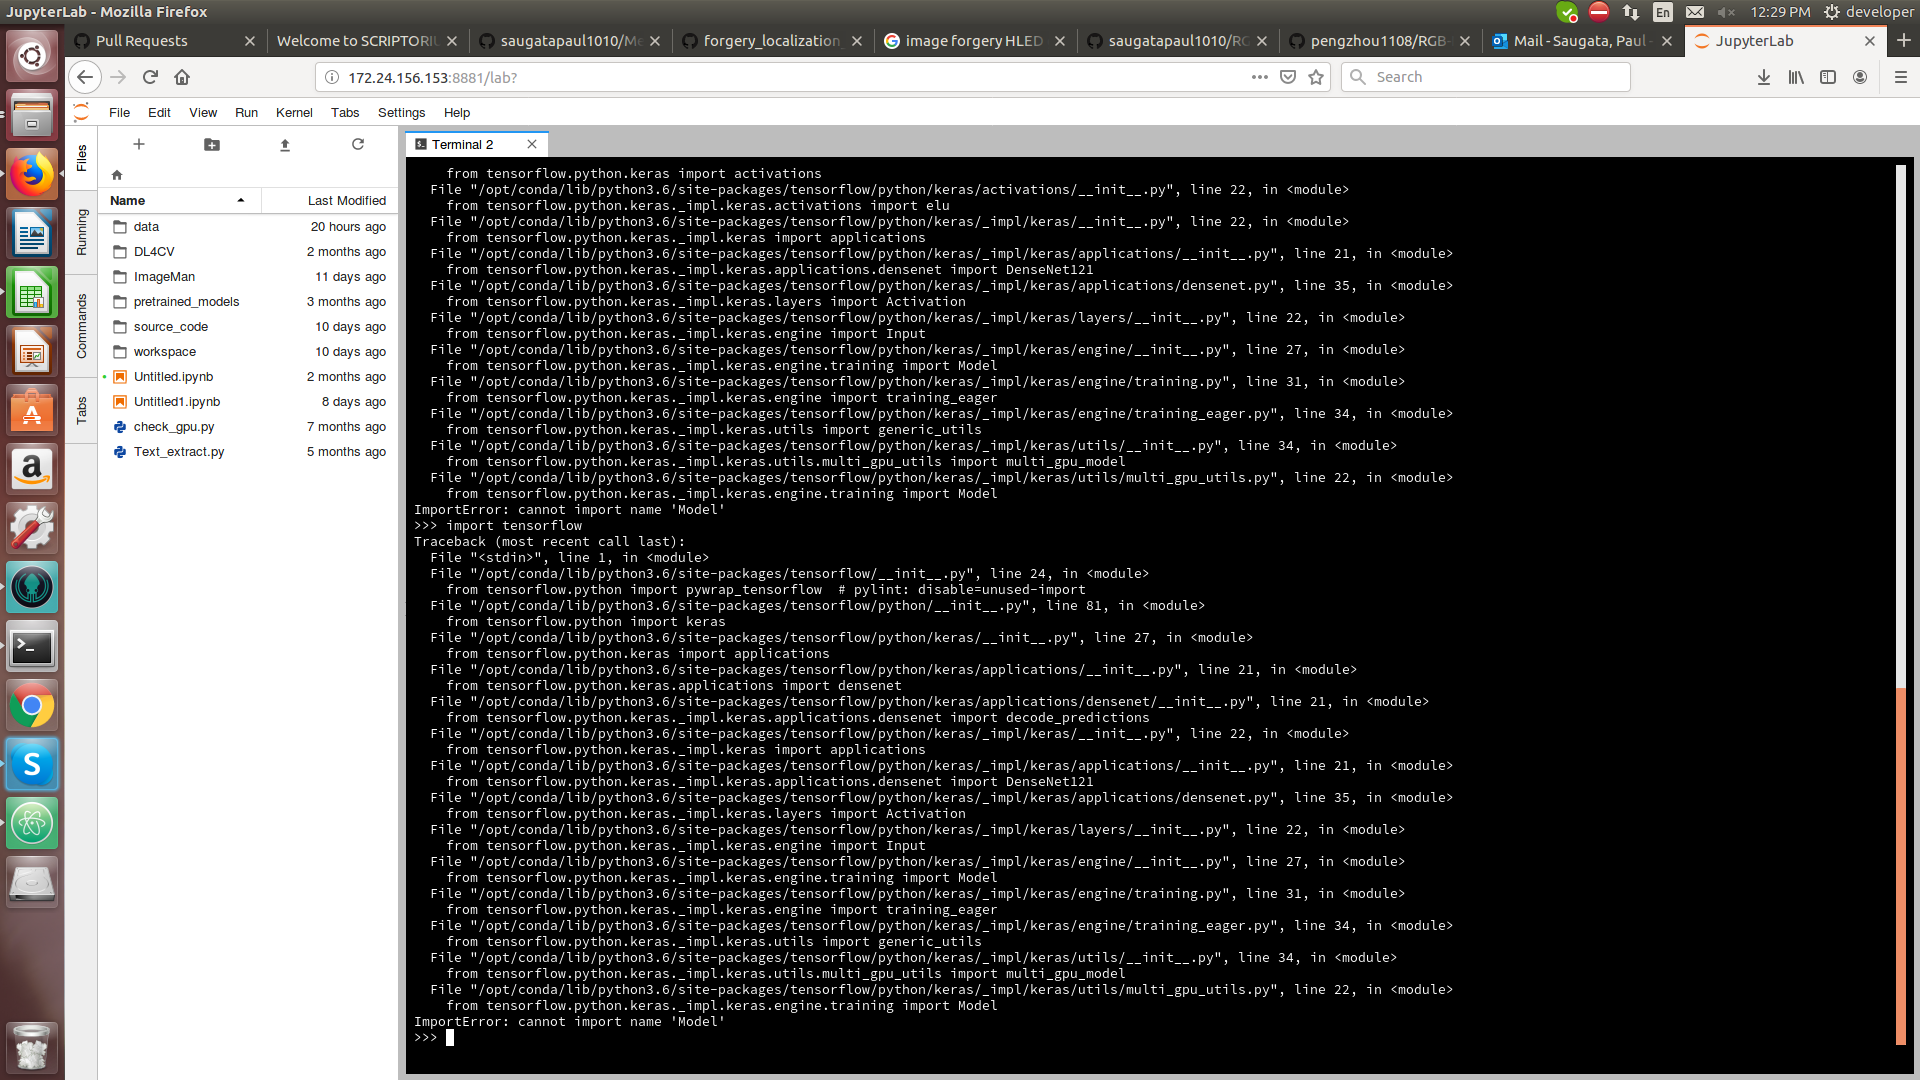 JupyterLab - Mozilla Firefox
En
12:29 PM
developer
Pull Requests
Welcome to SCRIPTORIU
saugatapaul1010/Me
forgery_localization_
image forgery HLED
saugatapaul1010/RG
pengzhou1108/RGB-
Mail - Saugata, Paul -
JupyterLab
172.24.156.153:8881/lab?
Search
File Edit View Run Kernel Tabs Settings Help
Files
Running
Commands
Tabs
Name Last Modified
data 20 hours ago
DL4CV 2 months ago
ImageMan 11 days ago
pretrained_models 3 months ago
source_code 10 days ago
workspace 10 days ago
Untitled.ipynb 2 months ago
Untitled1.ipynb 8 days ago
check_gpu.py 7 months ago
Text_extract.py 5 months ago
Terminal 2
    from tensorflow.python.keras import activations
  File "/opt/conda/lib/python3.6/site-packages/tensorflow/python/keras/activations/__init__.py", line 22, in <module>
    from tensorflow.python.keras._impl.keras.activations import elu
  File "/opt/conda/lib/python3.6/site-packages/tensorflow/python/keras/_impl/keras/__init__.py", line 22, in <module>
    from tensorflow.python.keras._impl.keras import applications
  File "/opt/conda/lib/python3.6/site-packages/tensorflow/python/keras/_impl/keras/applications/__init__.py", line 21, in <module>
    from tensorflow.python.keras._impl.keras.applications.densenet import DenseNet121
  File "/opt/conda/lib/python3.6/site-packages/tensorflow/python/keras/_impl/keras/applications/densenet.py", line 35, in <module>
    from tensorflow.python.keras._impl.keras.layers import Activation
  File "/opt/conda/lib/python3.6/site-packages/tensorflow/python/keras/_impl/keras/layers/__init__.py", line 22, in <module>
    from tensorflow.python.keras._impl.keras.engine import Input
  File "/opt/conda/lib/python3.6/site-packages/tensorflow/python/keras/_impl/keras/engine/__init__.py", line 27, in <module>
    from tensorflow.python.keras._impl.keras.engine.training import Model
  File "/opt/conda/lib/python3.6/site-packages/tensorflow/python/keras/_impl/keras/engine/training.py", line 31, in <module>
    from tensorflow.python.keras._impl.keras.engine import training_eager
  File "/opt/conda/lib/python3.6/site-packages/tensorflow/python/keras/_impl/keras/engine/training_eager.py", line 34, in <module>
    from tensorflow.python.keras._impl.keras.utils import generic_utils
  File "/opt/conda/lib/python3.6/site-packages/tensorflow/python/keras/_impl/keras/utils/__init__.py", line 34, in <module>
    from tensorflow.python.keras._impl.keras.utils.multi_gpu_utils import multi_gpu_model
  File "/opt/conda/lib/python3.6/site-packages/tensorflow/python/keras/_impl/keras/utils/multi_gpu_utils.py", line 22, in <module>
    from tensorflow.python.keras._impl.keras.engine.training import Model
ImportError: cannot import name 'Model'
>>> import tensorflow
Traceback (most recent call last):
  File "<stdin>", line 1, in <module>
  File "/opt/conda/lib/python3.6/site-packages/tensorflow/__init__.py", line 24, in <module>
    from tensorflow.python import pywrap_tensorflow  # pylint: disable=unused-import
  File "/opt/conda/lib/python3.6/site-packages/tensorflow/python/__init__.py", line 81, in <module>
    from tensorflow.python import keras
  File "/opt/conda/lib/python3.6/site-packages/tensorflow/python/keras/__init__.py", line 27, in <module>
    from tensorflow.python.keras import applications
  File "/opt/conda/lib/python3.6/site-packages/tensorflow/python/keras/applications/__init__.py", line 21, in <module>
    from tensorflow.python.keras.applications import densenet
  File "/opt/conda/lib/python3.6/site-packages/tensorflow/python/keras/applications/densenet/__init__.py", line 21, in <module>
    from tensorflow.python.keras._impl.keras.applications.densenet import decode_predictions
  File "/opt/conda/lib/python3.6/site-packages/tensorflow/python/keras/_impl/keras/__init__.py", line 22, in <module>
    from tensorflow.python.keras._impl.keras import applications
  File "/opt/conda/lib/python3.6/site-packages/tensorflow/python/keras/_impl/keras/applications/__init__.py", line 21, in <module>
    from tensorflow.python.keras._impl.keras.applications.densenet import DenseNet121
  File "/opt/conda/lib/python3.6/site-packages/tensorflow/python/keras/_impl/keras/applications/densenet.py", line 35, in <module>
    from tensorflow.python.keras._impl.keras.layers import Activation
  File "/opt/conda/lib/python3.6/site-packages/tensorflow/python/keras/_impl/keras/layers/__init__.py", line 22, in <module>
    from tensorflow.python.keras._impl.keras.engine import Input
  File "/opt/conda/lib/python3.6/site-packages/tensorflow/python/keras/_impl/keras/engine/__init__.py", line 27, in <module>
    from tensorflow.python.keras._impl.keras.engine.training import Model
  File "/opt/conda/lib/python3.6/site-packages/tensorflow/python/keras/_impl/keras/engine/training.py", line 31, in <module>
    from tensorflow.python.keras._impl.keras.engine import training_eager
  File "/opt/conda/lib/python3.6/site-packages/tensorflow/python/keras/_impl/keras/engine/training_eager.py", line 34, in <module>
    from tensorflow.python.keras._impl.keras.utils import generic_utils
  File "/opt/conda/lib/python3.6/site-packages/tensorflow/python/keras/_impl/keras/utils/__init__.py", line 34, in <module>
    from tensorflow.python.keras._impl.keras.utils.multi_gpu_utils import multi_gpu_model
  File "/opt/conda/lib/python3.6/site-packages/tensorflow/python/keras/_impl/keras/utils/multi_gpu_utils.py", line 22, in <module>
    from tensorflow.python.keras._impl.keras.engine.training import Model
ImportError: cannot import name 'Model'
>>>